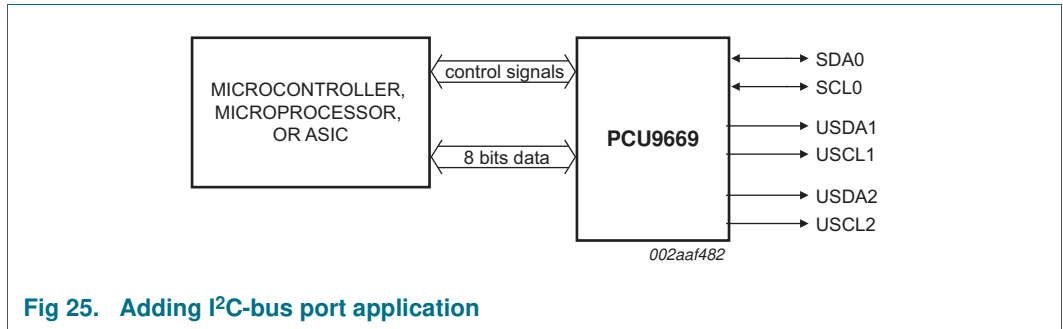 MICROCONTROLLER,
MICROPROCESSOR,
OR ASIC
control signals
8 bits data
PCU9669
SDA0
SCL0
USDA1
USCL1
USDA2
USCL2
002aaf482
Fig 25. Adding I²C-bus port application